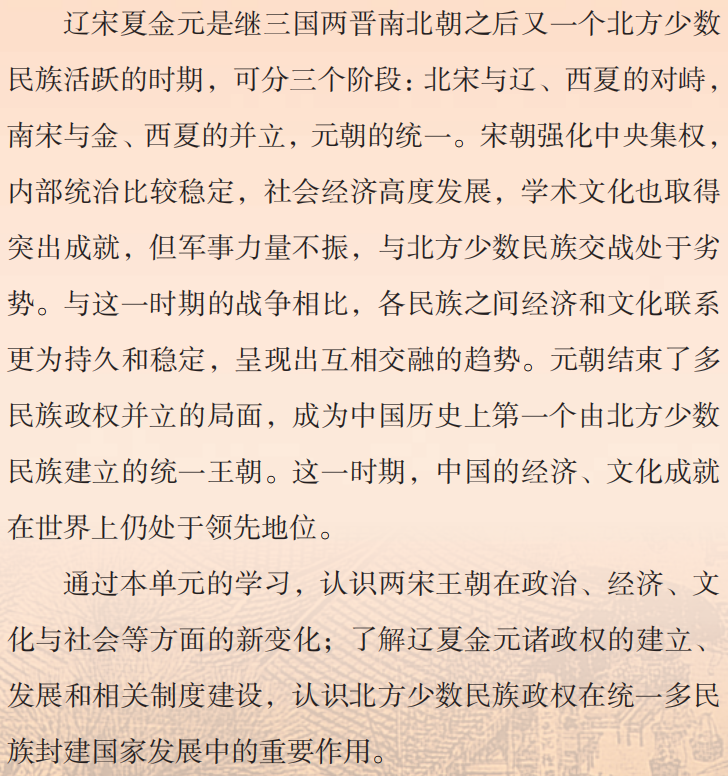 辽宋夏金元是继三国两晋南北朝之后又一个北方少数
民族活跃的时期，可分三个阶段：北宋与辽、西夏的对峙，
南宋与金、西夏的并立，元朝的统一。宋朝强化中央集权，
内部统治比较稳定，社会经济高度发展，学术文化也取得
突出成就，但军事力量不振，与北方少数民族交战处于劣
势。与这一时期的战争相比，各民族之间经济和文化联系
更为持久和稳定，呈现出互相交融的趋势。元朝结束了多
民族政权并立的局面，成为中国历史上第一个由北方少数
民族建立的统一王朝。这一时期，中国的经济、文化成就
在世界上仍处于领先地位。
通过本单元的学习，认识两宋王朝在政治、经济、文
化与社会等方面的新变化；了解辽夏金元诸政权的建立、
发展和相关制度建设，认识北方少数民族政权在统一多民
族封建国家发展中的重要作用。